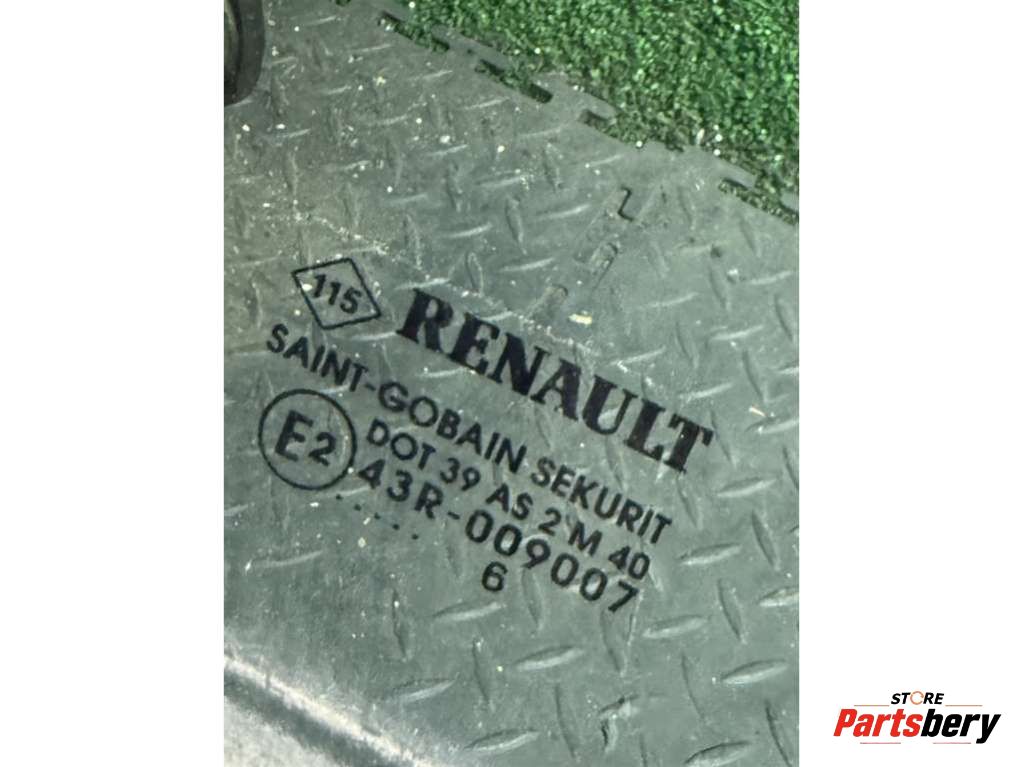 115 RENAULT
SAINT-GOBAIN SEKURIT
E2 DOT 39 AS 2 M 40
43R-009007
6
STORE
Partsbery